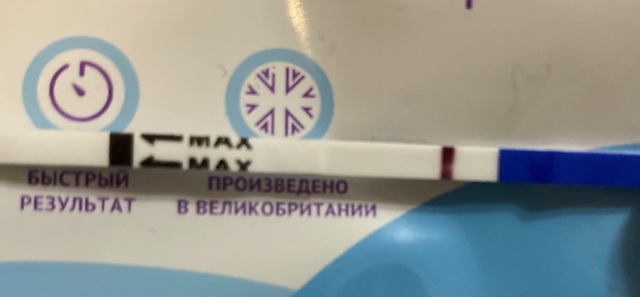 MAX
MAX
БЫСТРЫЙ
РЕЗУЛЬТАТ
ПРОИЗВЕДЕНО
В ВЕЛИКОБРИТАНИИ